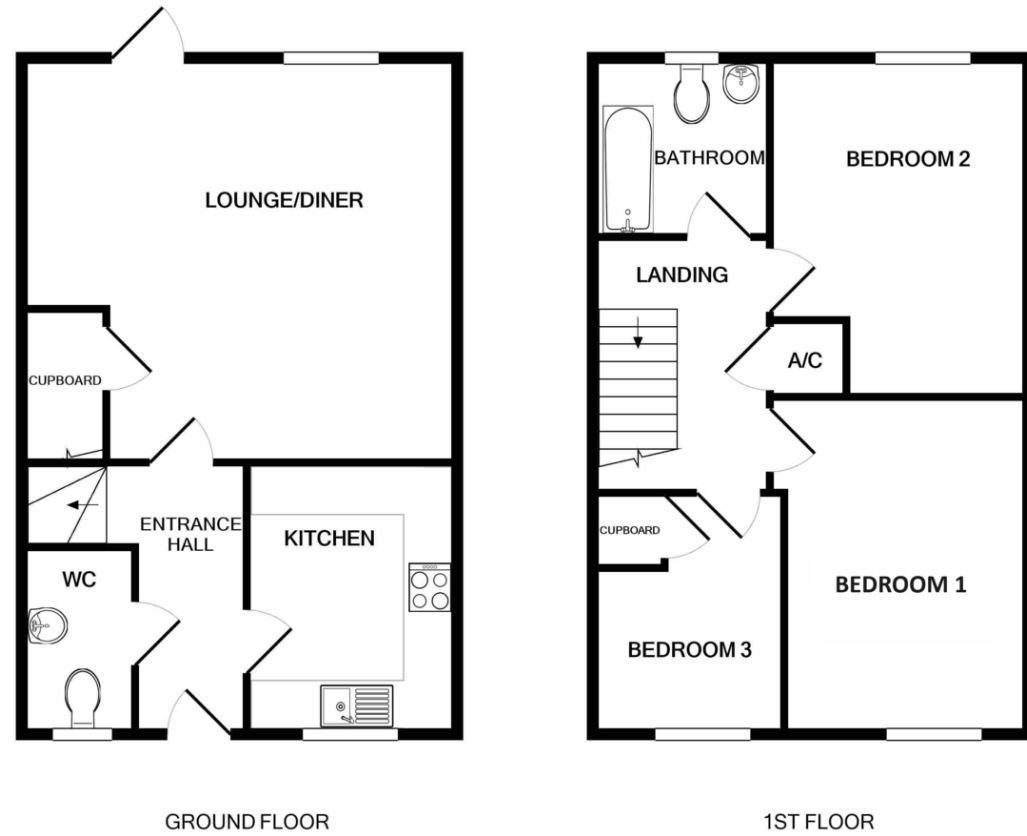 LOUNGE/DINER
CUPBOARD
ENTRANCE
HALL
KITCHEN
WC
GROUND FLOOR
BATHROOM
BEDROOM 2
LANDING
A/C
CUPBOARD
BEDROOM 1
BEDROOM 3
1ST FLOOR